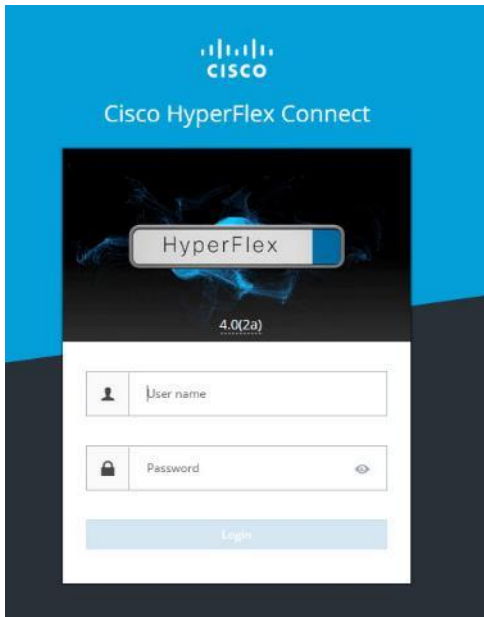 CISCO
Cisco HyperFlex Connect
HyperFlex
4.0(2a)
User name
Password
Login